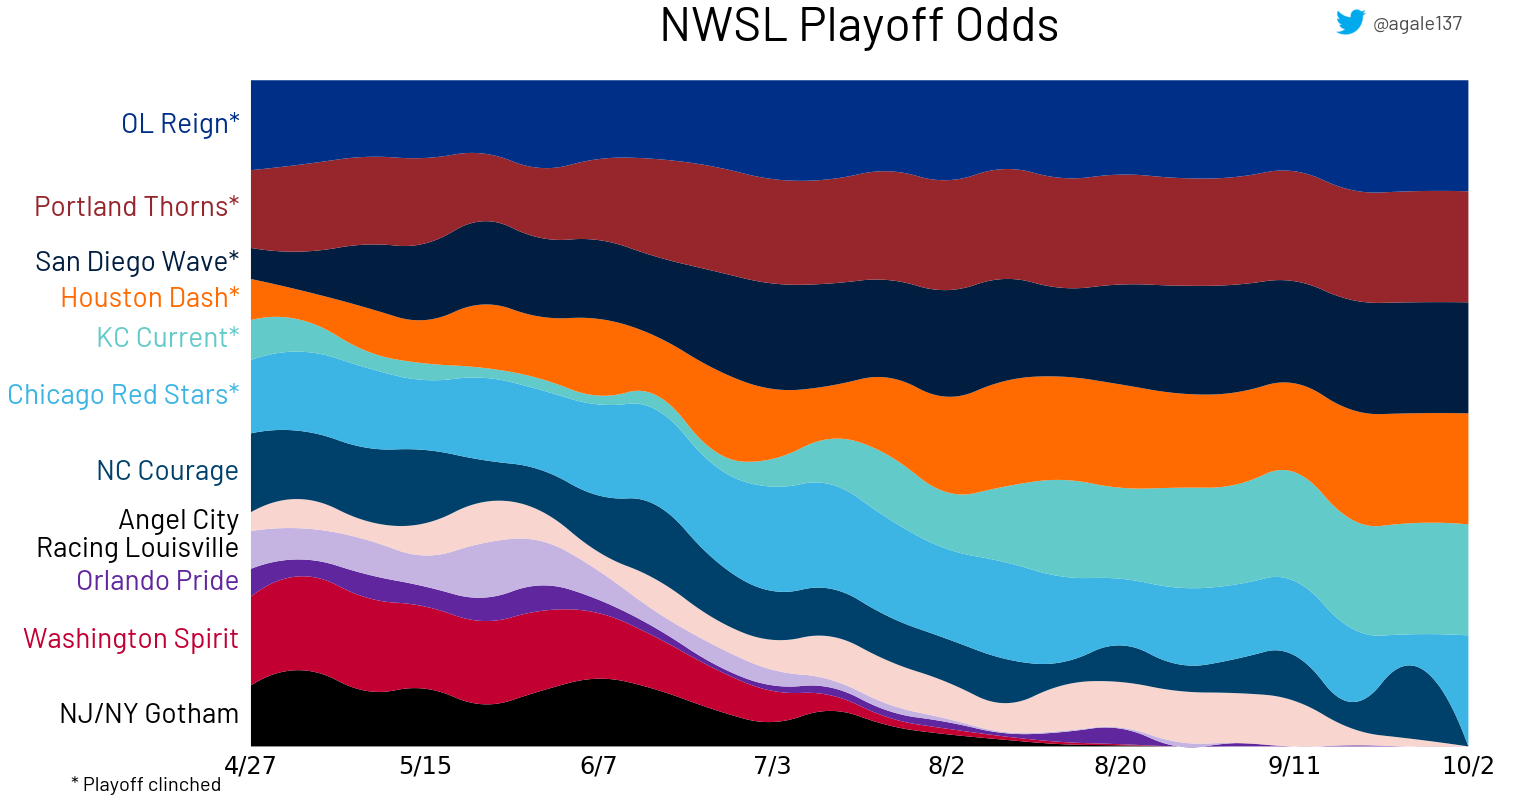 NWSL Playoff Odds
@agale137
OL Reign*
Portland Thorns*
San Diego Wave*
Houston Dash*
KC Current*
Chicago Red Stars*
NC Courage
Angel City
Racing Louisville
Orlando Pride
Washington Spirit
NJ/NY Gotham
4/27 5/15 6/7 7/3 8/2 8/20 9/11 10/2
* Playoff clinched